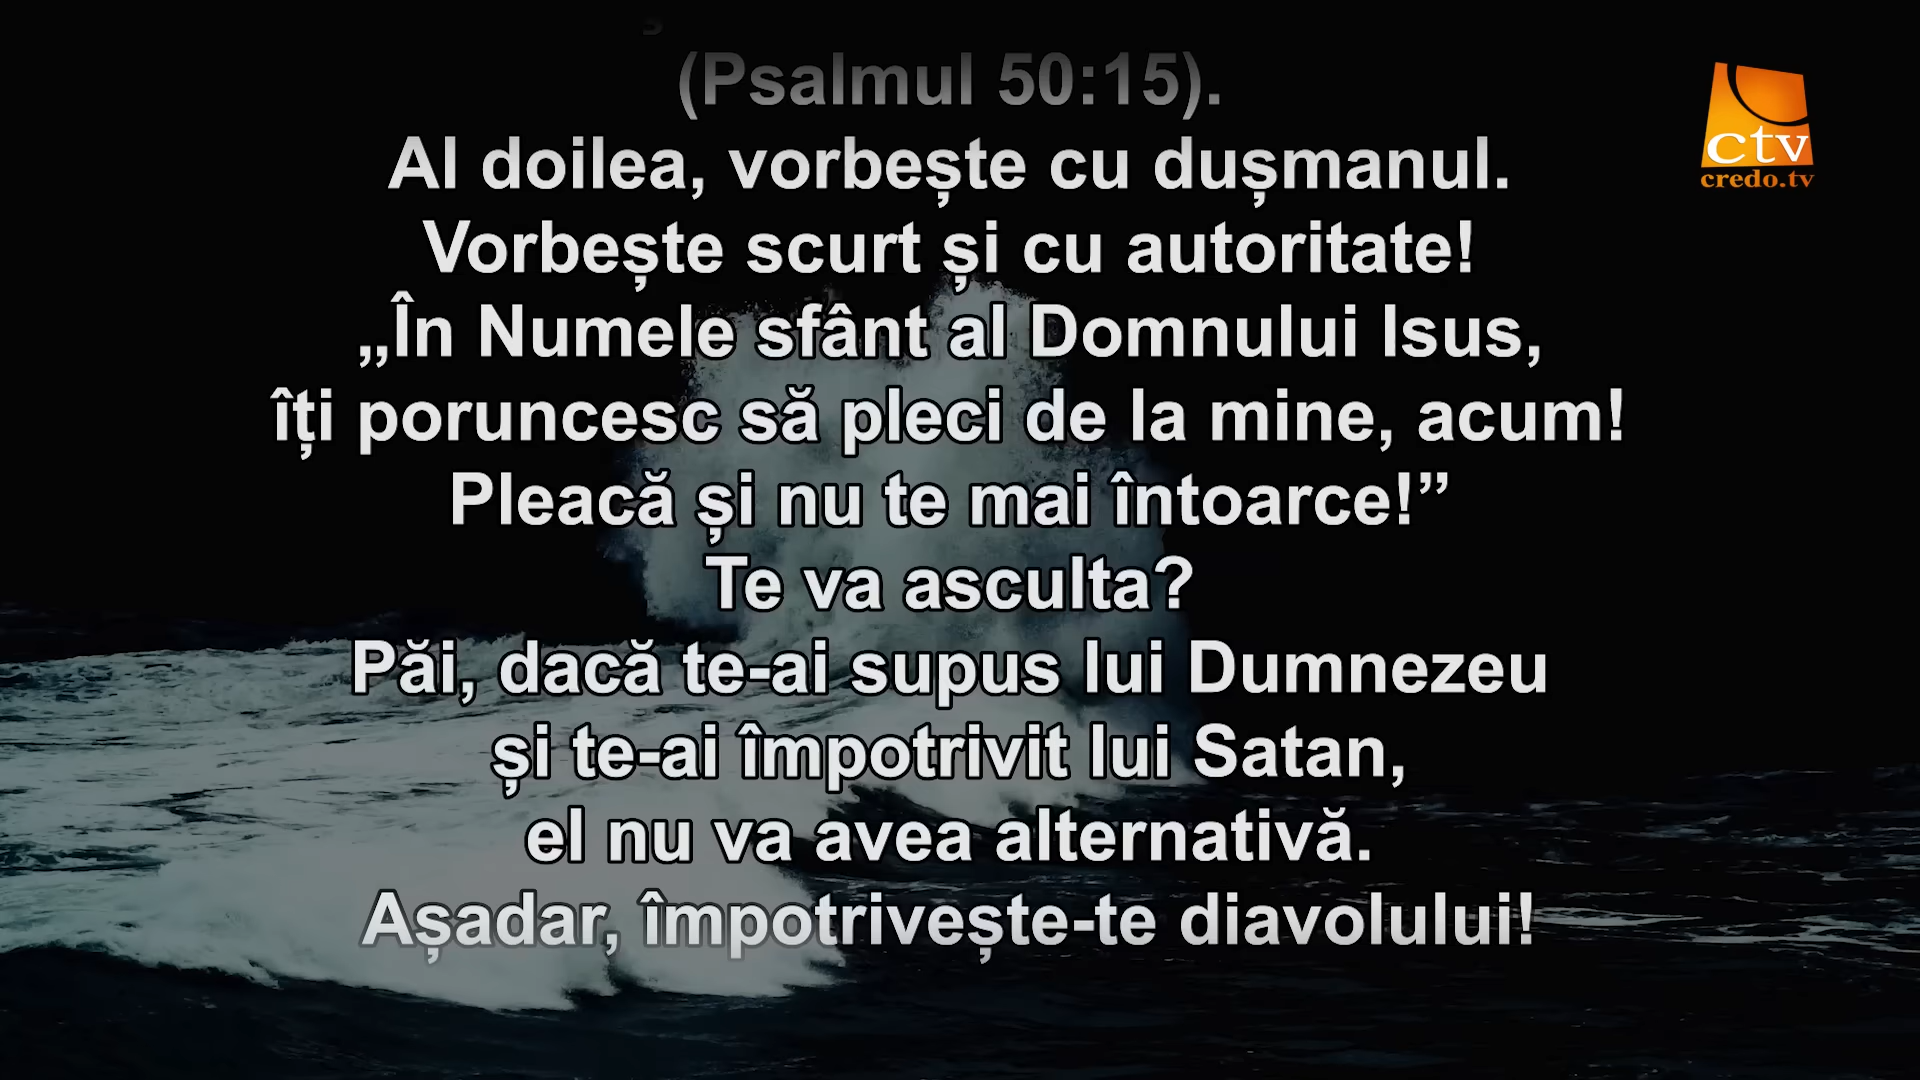 (Psalmul 50:15).
Al doilea, vorbește cu dușmanul.
Vorbește scurt și cu autoritate!
„În Numele sfânt al Domnului Isus,
îți poruncesc să pleci de la mine, acum!
Pleacă și nu te mai întoarce!”
Te va asculta?
Păi, dacă te-ai supus lui Dumnezeu
și te-ai împotrivit lui Satan,
el nu va avea alternativă.
Așadar, împotrivește-te diavolului!
ctv
credo.tv